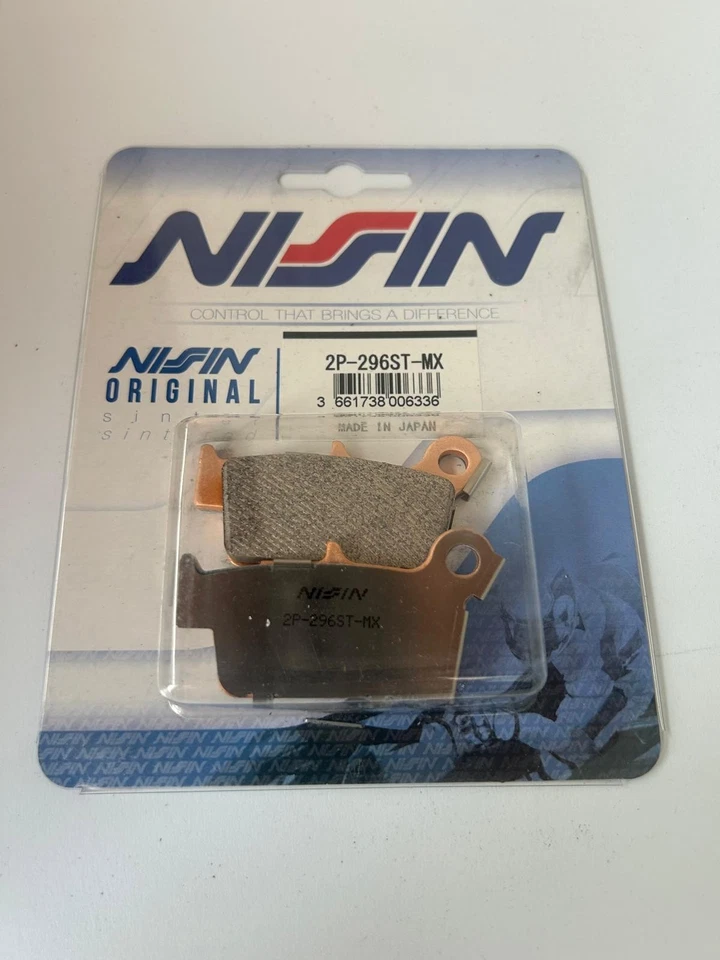 NISSIN
CONTROL THAT BRINGS A DIFFERENCE
NISSIN
ORIGINAL
2P-296ST-MX
3 661738 006336
MADE IN JAPAN
NISSIN
2P-296ST-MX